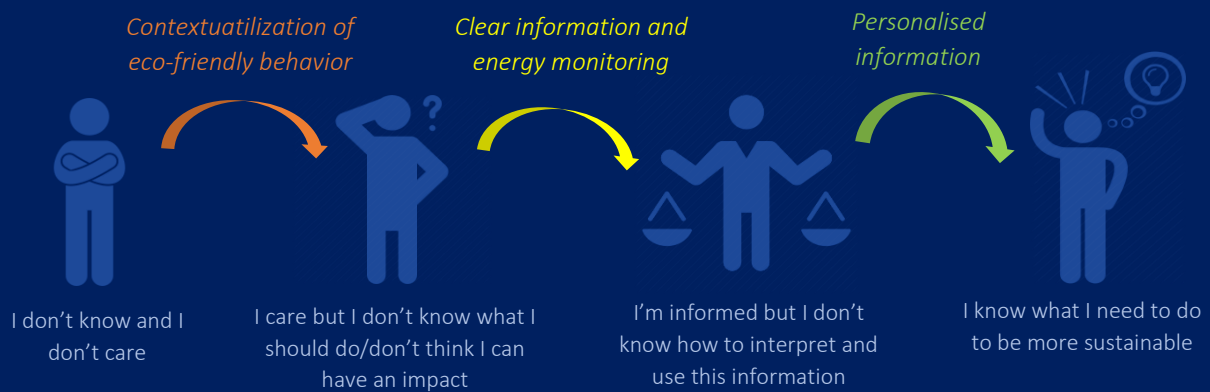 Contextuatilization of
eco-friendly behavior
Clear information and
energy monitoring
Personalised
information
?
I don't know and I
don't care
I care but I don't know what I
should do/don't think I can
have an impact
I'm informed but I don't
know how to interpret and
use this information
I know what I need to do
to be more sustainable